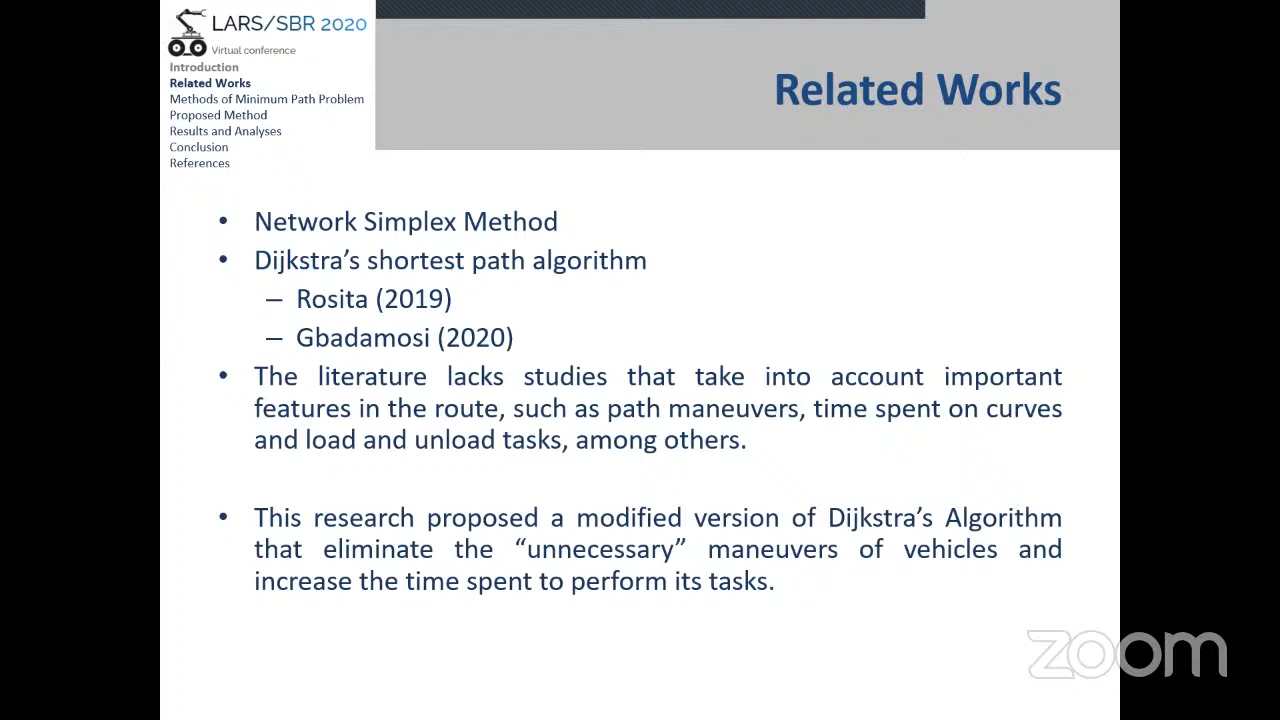 LARS/SBR 2020
Virtual conference
Introduction
Related Works
Methods of Minimum Path Problem
Proposed Method
Results and Analyses
Conclusion
References
Related Works
• Network Simplex Method
• Dijkstra’s shortest path algorithm
– Rosita (2019)
– Gbadamosi (2020)
• The literature lacks studies that take into account important
features in the route, such as path maneuvers, time spent on curves
and load and unload tasks, among others.
• This research proposed a modified version of Dijkstra’s Algorithm
that eliminate the “unnecessary” maneuvers of vehicles and
increase the time spent to perform its tasks.
zoom